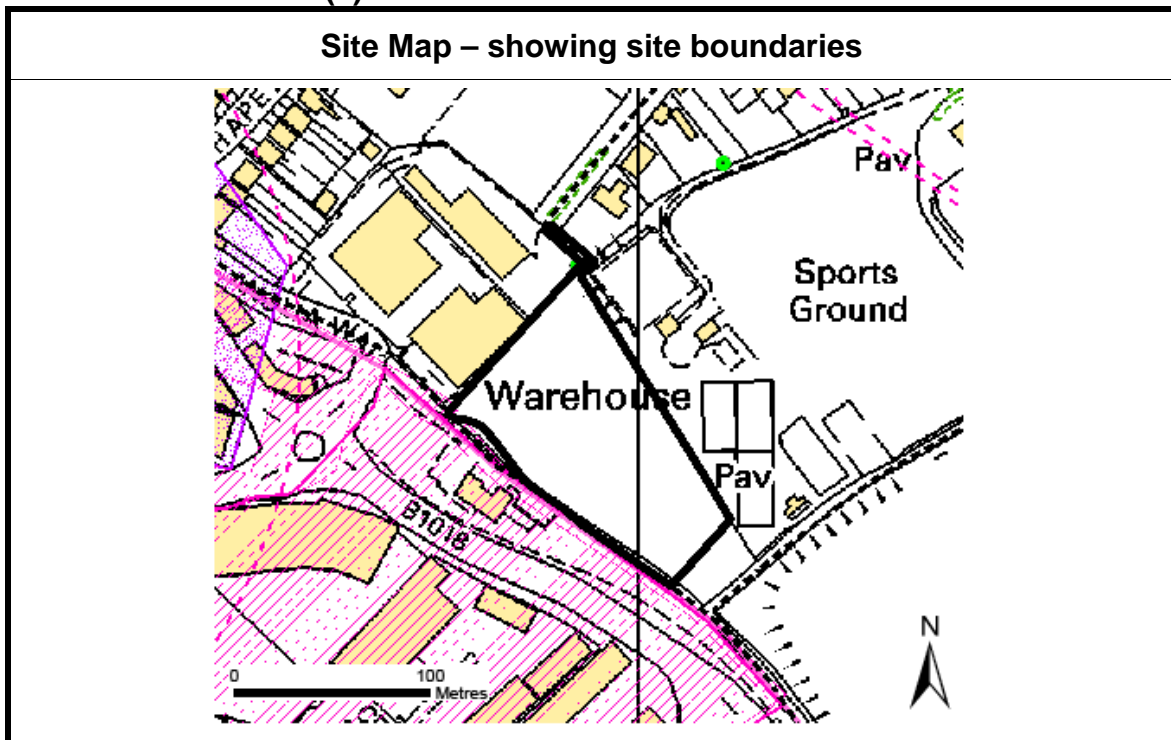 Site Map – showing site boundaries
Pav
Sports
Ground
Warehouse
Pav
B1018
N
0 100
Metres